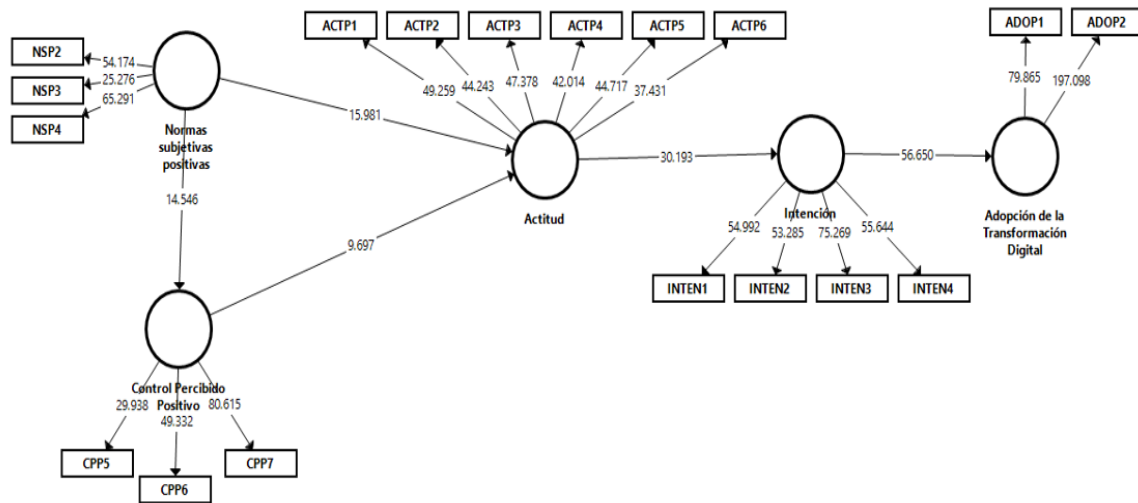 ACTP1
ACTP2
ACTP3
ACTP4
ACTP5
ACTP6
ADOP1
ADOP2
NSP2
NSP3
NSP4
54.174
25.276
65.291
49.259
44.243
47.378
42.014
44.717
37.431
79.865
197.098
Normas
subjetivas
positivas
15.981
14.546
30.193
56.650
Actitud
Intención
Adopción de la
Transformación
Digital
9.697
54.992
53.285
75.269
55.644
INTEN1
INTEN2
INTEN3
INTEN4
Control Percibido
Positivo
29.938
49.332
80.615
CPP5
CPP6
CPP7